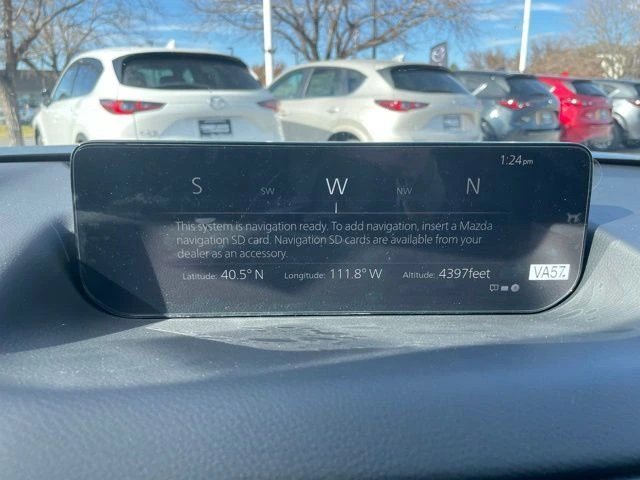 1:24pm
S SW W NW N
This system is navigation ready. To add navigation, insert a Mazda
navigation SD card. Navigation SD cards are available from your
dealer as an accessory.
Latitude: 40.5° N Longitude: 111.8° W Altitude: 4397feet
VA57